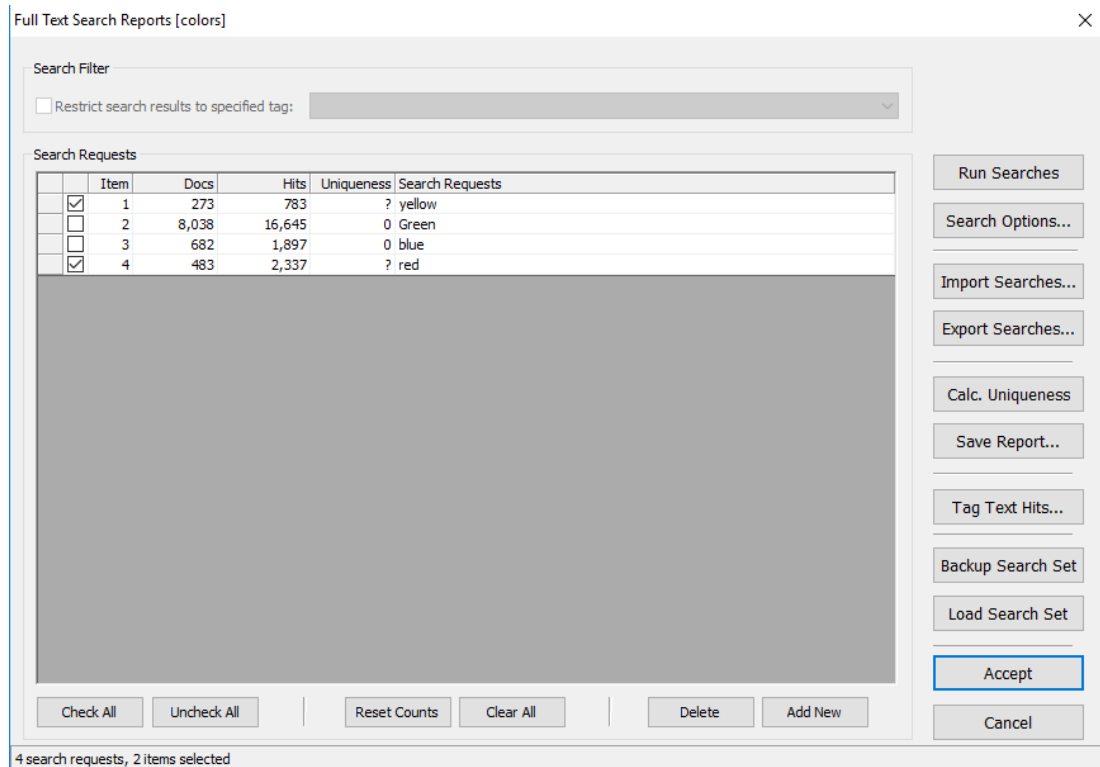 Full Text Search Reports [colors]
Search Filter
Restrict search results to specified tag:
Search Requests
Item Docs Hits Uniqueness Search Requests
1 273 783 ? yellow
2 8,038 16,645 0 Green
3 682 1,897 0 blue
4 483 2,337 ? red
Run Searches
Search Options...
Import Searches...
Export Searches...
Calc. Uniqueness
Save Report...
Tag Text Hits...
Backup Search Set
Load Search Set
Accept
Cancel
Check All Uncheck All Reset Counts Clear All Delete Add New
4 search requests, 2 items selected